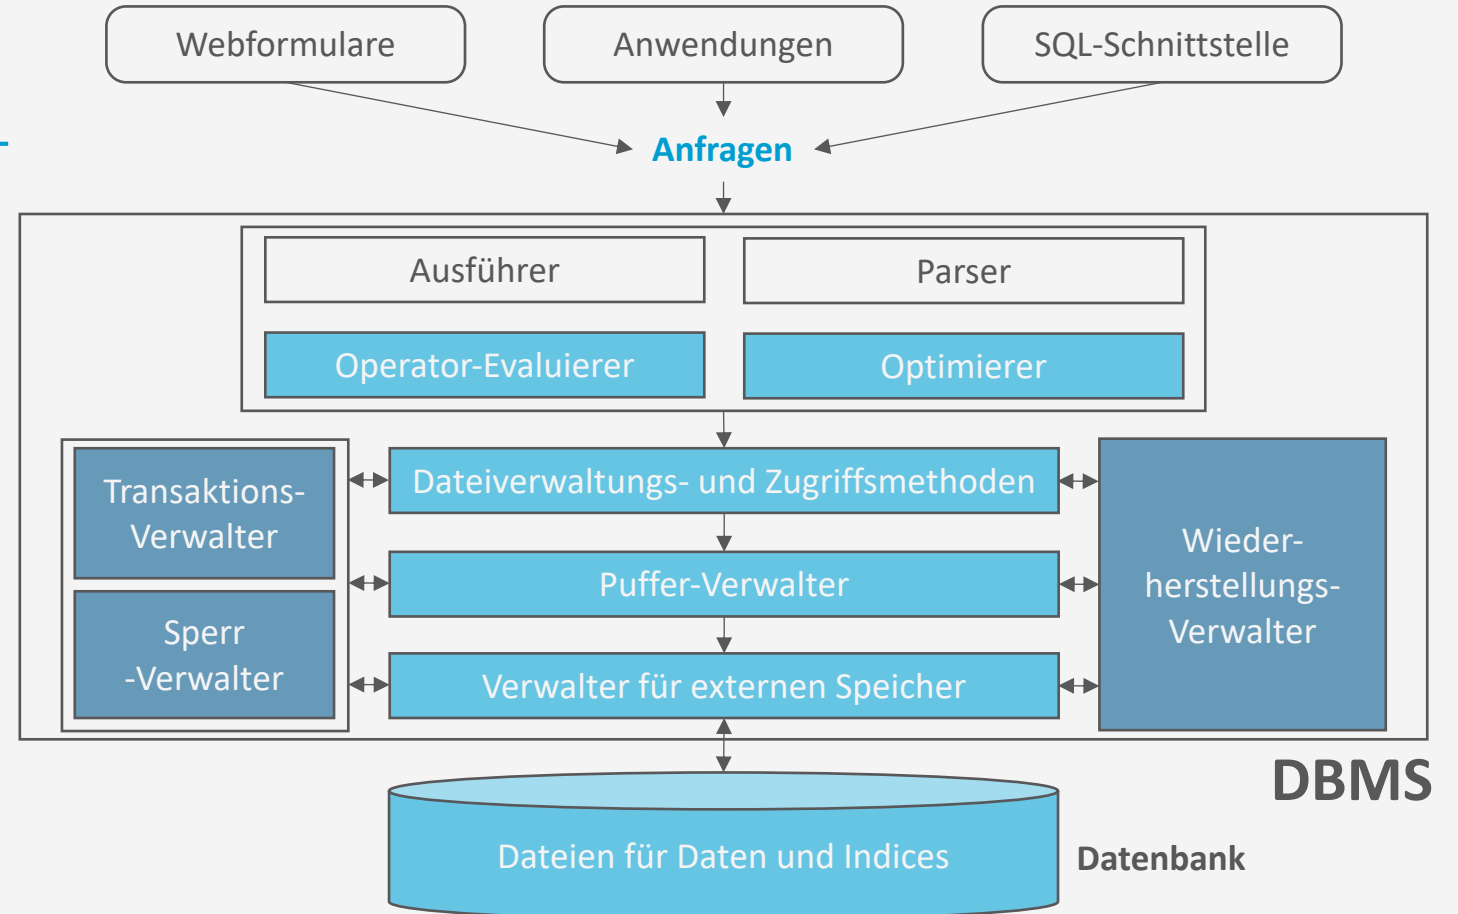 Webformulare
Anwendungen
SQL-Schnittstelle
Anfragen
Ausführer
Parser
Operator-Evaluierer
Optimierer
Transaktions-
Verwalter
Sperr
-Verwalter
Dateiverwaltungs- und Zugriffsmethoden
Puffer-Verwalter
Verwalter für externen Speicher
Wieder-
herstellungs-
Verwalter
DBMS
Dateien für Daten und Indices
Datenbank